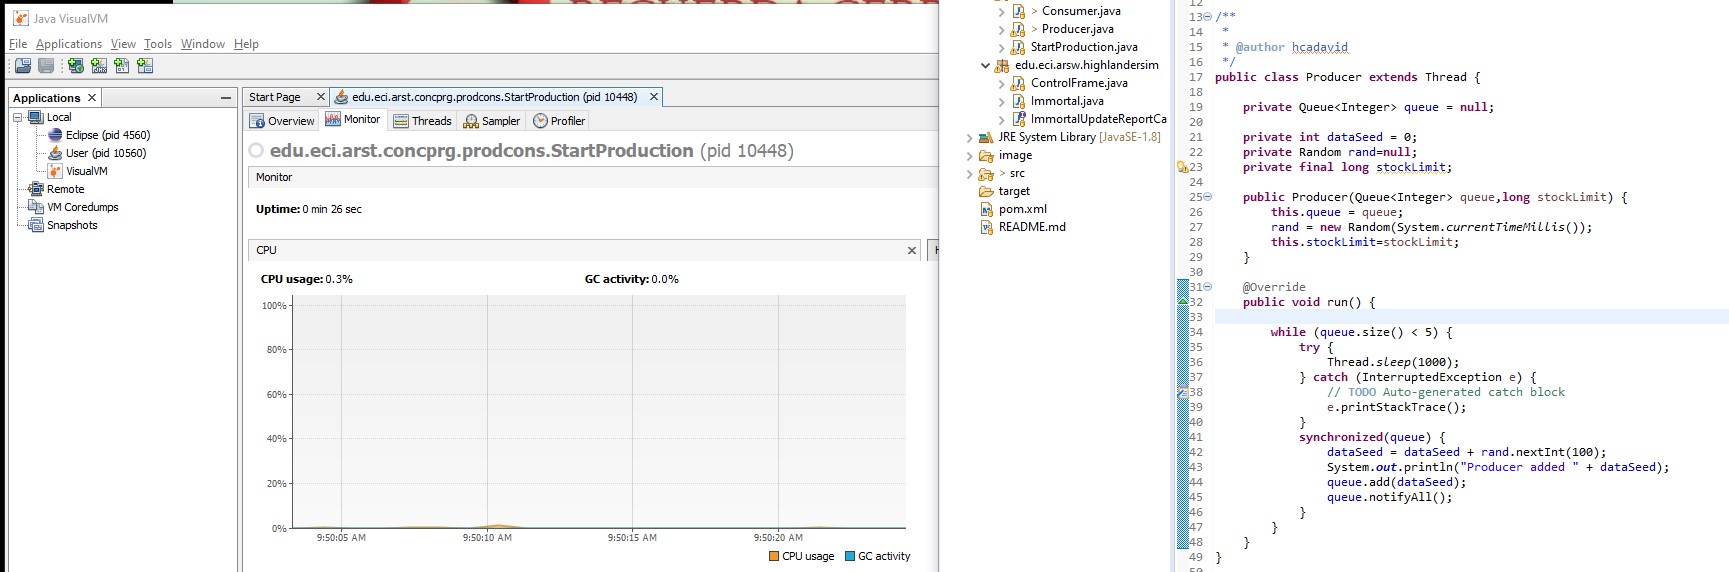 Java VisualVM
File Applications View Tools Window Help
Applications
Local
Eclipse (pid 4560)
User (pid 10560)
VisualVM
Remote
VM Coredumps
Snapshots
Start Page
edu.eci.arst.concprg.prodcons.StartProduction (pid 10448)
Overview Monitor Threads Sampler Profiler
edu.eci.arst.concprg.prodcons.StartProduction (pid 10448)
Monitor
Uptime: 0 min 26 sec
CPU
CPU usage: 0.3% GC activity: 0.0%
100%
80%
60%
40%
20%
0%
9:50:05 AM 9:50:10 AM 9:50:15 AM 9:50:20 AM
CPU usage GC activity
> Consumer.java
> Producer.java
StartProduction.java
edu.eci.arsw.highlandersim
ControlFrame.java
Immortal.java
ImmortalUpdateReportCa
JRE System Library [JavaSE-1.8]
image
> src
target
pom.xml
README.md
12
13 /**
14 *
15 * @author hcadavid
16 */
17 public class Producer extends Thread {
18
19 private Queue<Integer> queue = null;
20
21 private int dataSeed = 0;
22 private Random rand=null;
23 private final long stockLimit;
24
25 public Producer(Queue<Integer> queue,long stockLimit) {
26 this.queue = queue;
27 rand = new Random(System.currentTimeMillis());
28 this.stockLimit=stockLimit;
29 }
30
31 @Override
32 public void run() {
33
34 while (queue.size() < 5) {
35 try {
36 Thread.sleep(1000);
37 } catch (InterruptedException e) {
38 // TODO Auto-generated catch block
39 e.printStackTrace();
40 }
41 synchronized(queue) {
42 dataSeed = dataSeed + rand.nextInt(100);
43 System.out.println("Producer added " + dataSeed);
44 queue.add(dataSeed);
45 queue.notifyAll();
46 }
47 }
48 }
49 }